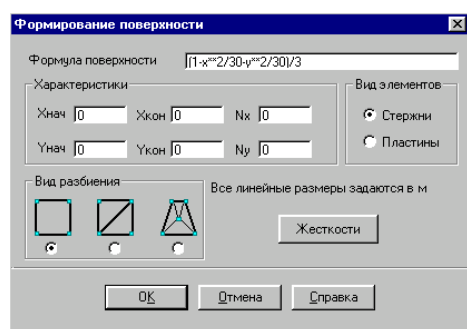 Формирование поверхности
Формула поверхности (1-x**2/30-y**2/30)/3
Характеристики
Вид элементов
Xнач 0 Xкон 0 Nx 0
Стержни
Yнач 0 Yкон 0 Ny 0
Пластины
Вид разбиения
Все линейные размеры задаются в м
Жесткости
OK Отмена Справка